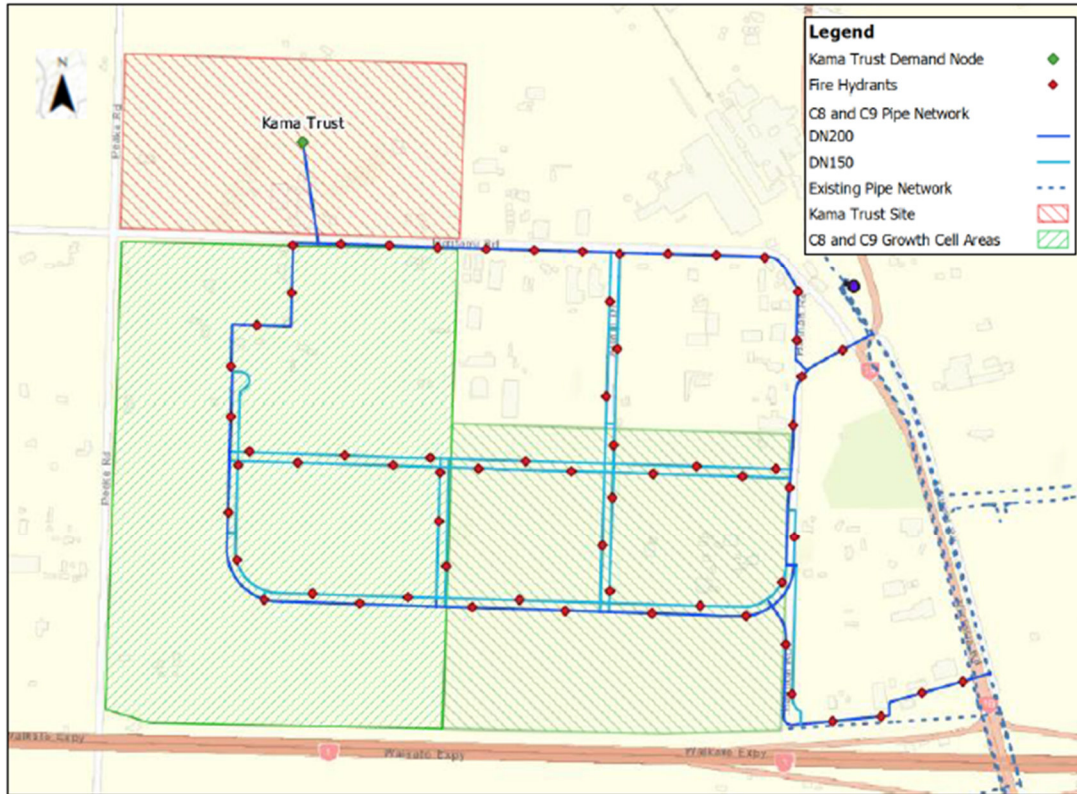 Legend
Kama Trust Demand Node
Fire Hydrants
C8 and C9 Pipe Network
DN200
DN150
Existing Pipe Network
Kama Trust Site
C8 and C9 Growth Cell Areas
N
Kama Trust
Peake Rd
Peake Rd
Waikato Expy
Waikato Expy